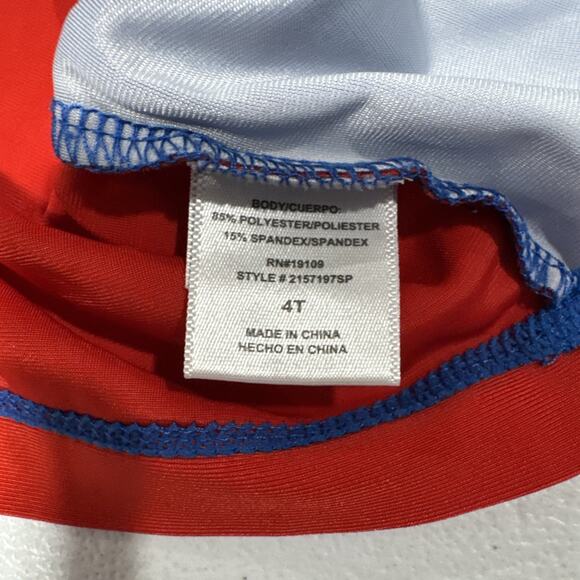 BODY/CUERPO:
85% POLYESTER/POLIESTER
15% SPANDEX/SPANDEX
RN#19109
STYLE # 2157197SP
4T
MADE IN CHINA
HECHO EN CHINA